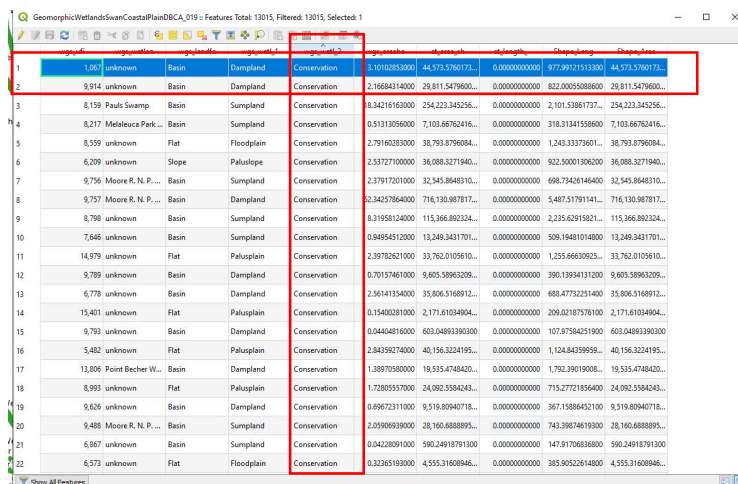 GeomorphicWetlandsSwanCoastalPlainDBCA_019 :: Features Total: 13015, Filtered: 13015, Selected: 1
wgs_ufi wgs_wetlan wgs_landfo wgs_wetl_1 wgs_wetl_2 wgs_areaha st_area_sh st_length_ Shape_Leng Shape_Area
1 1,067 unknown Basin Dampland Conservation 3.10102853000 44,573.5760173... 0.00000000000 977.99121513300 44,573.5760173...
2 9,914 unknown Basin Dampland Conservation 2.16684314000 29,811.5479600... 0.00000000000 822.00055088600 29,811.5479600...
3 8,159 Pauls Swamp Basin Sumpland Conservation 18.34216163000 254,223.345256... 0.00000000000 2,101.53861737... 254,223.345256...
4 8,217 Melaleuca Park ... Basin Sumpland Conservation 0.51313056000 7,103.66762416... 0.00000000000 318.31341558600 7,103.66762416...
5 8,559 unknown Flat Floodplain Conservation 2.79160283000 38,793.8796084... 0.00000000000 1,243.33373601... 38,793.8796084...
6 6,209 unknown Slope Paluslope Conservation 2.53727100000 36,088.3271940... 0.00000000000 922.50001306200 36,088.3271940...
7 9,756 Moore R. N. P. ... Basin Sumpland Conservation 2.37917201000 32,545.8648310... 0.00000000000 698.73426146400 32,545.8648310...
8 9,757 Moore R. N. P. ... Basin Dampland Conservation 52.34257864000 716,130.987817... 0.00000000000 5,487.51791141... 716,130.987817...
9 8,798 unknown Basin Sumpland Conservation 8.31958124000 115,366.892324... 0.00000000000 2,235.62915821... 115,366.892324...
10 7,646 unknown Basin Sumpland Conservation 0.94954512000 13,249.3431701... 0.00000000000 509.19481014800 13,249.3431701...
11 14,979 unknown Flat Palusplain Conservation 2.39782621000 33,762.0105610... 0.00000000000 1,255.66630925... 33,762.0105610...
12 9,789 unknown Basin Dampland Conservation 0.70157461000 9,605.58963209... 0.00000000000 390.13934131200 9,605.58963209...
13 6,778 unknown Basin Dampland Conservation 2.56141354000 35,806.5168912... 0.00000000000 688.47732251400 35,806.5168912...
14 15,401 unknown Flat Palusplain Conservation 0.15400281000 2,171.61034904... 0.00000000000 209.02187576100 2,171.61034904...
15 9,793 unknown Basin Dampland Conservation 0.04404816000 603.04893390300 0.00000000000 107.97584251900 603.04893390300
16 5,482 unknown Flat Palusplain Conservation 2.84359274000 40,156.3224195... 0.00000000000 1,124.84359959... 40,156.3224195...
17 13,806 Point Becher W... Basin Dampland Conservation 1.38970580000 19,535.4748420... 0.00000000000 1,792.39019008... 19,535.4748420...
18 8,993 unknown Flat Palusplain Conservation 1.72805557000 24,092.5584243... 0.00000000000 715.27721856400 24,092.5584243...
19 9,626 unknown Basin Dampland Conservation 0.69672311000 9,519.80940718... 0.00000000000 367.15886452100 9,519.80940718...
20 9,488 Moore R. N. P. ... Basin Sumpland Conservation 2.05906939000 28,160.6888895... 0.00000000000 743.39874619300 28,160.6888895...
21 6,867 unknown Basin Sumpland Conservation 0.04228091000 590.24918791300 0.00000000000 147.91706836800 590.24918791300
22 6,573 unknown Flat Floodplain Conservation 0.32365193000 4,555.31608946... 0.00000000000 385.90522614800 4,555.31608946...
Show All Features